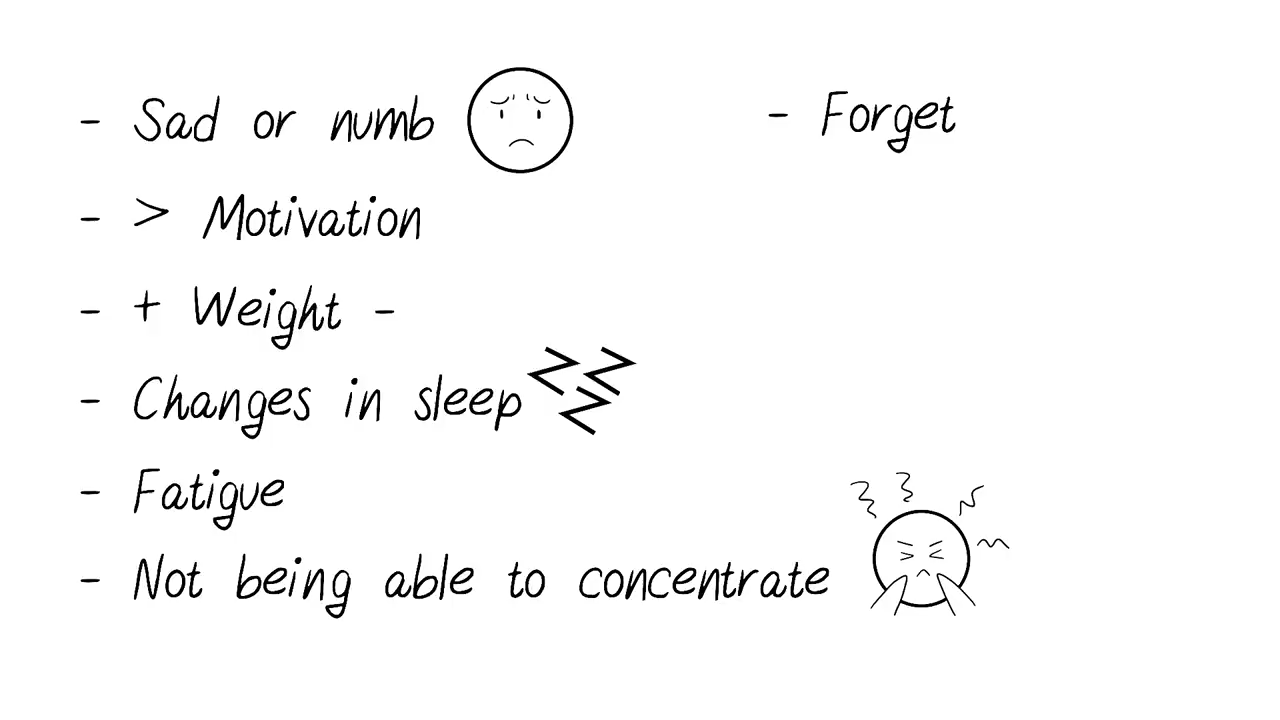 - Sad or numb
- > Motivation
- + Weight -
- Changes in sleep
- Fatigue
- Not being able to concentrate
- Forget